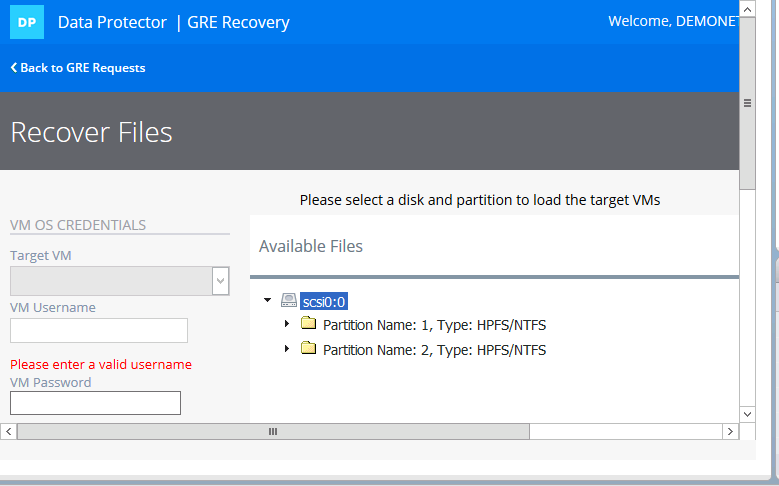 DP Data Protector | GRE Recovery Welcome, DEMONET
Back to GRE Requests
Recover Files
Please select a disk and partition to load the target VMs
VM OS CREDENTIALS
Target VM
VM Username
Please enter a valid username
VM Password
Available Files
scsi0:0
Partition Name: 1, Type: HPFS/NTFS
Partition Name: 2, Type: HPFS/NTFS